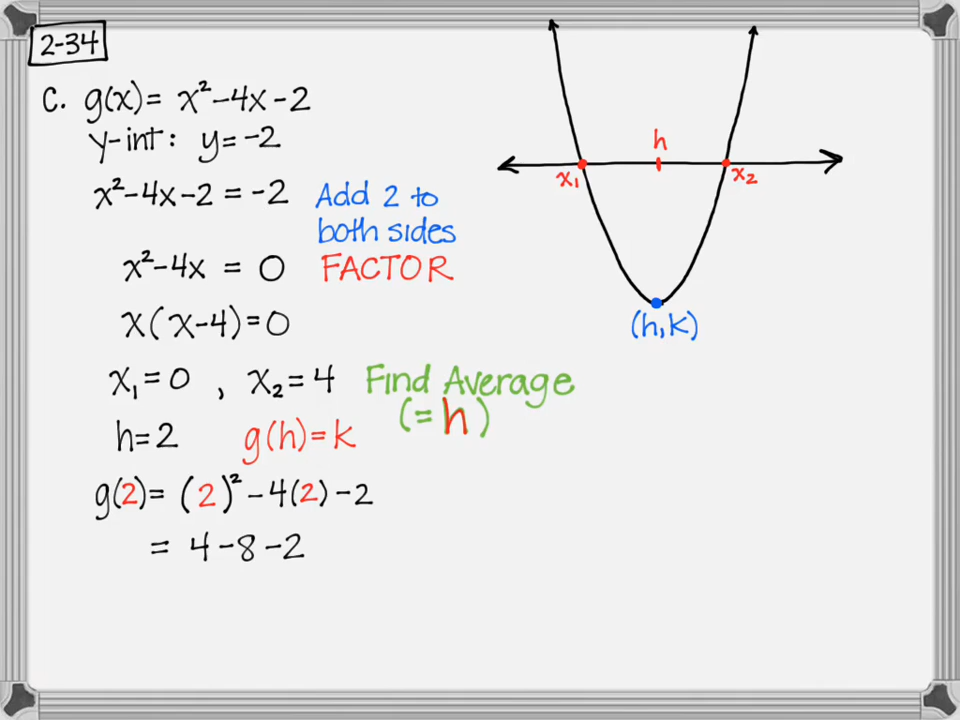 2-34
C. g(x) = x² - 4x - 2
y-int: y = -2
x² - 4x - 2 = -2 Add 2 to
both sides
x² - 4x = 0 FACTOR
x(x-4) = 0
x₁ = 0 , x₂ = 4 Find Average
(= h)
h = 2 g(h) = k
g(2) = (2)² - 4(2) - 2
= 4 - 8 - 2
h
x₁ x₂
(h,k)